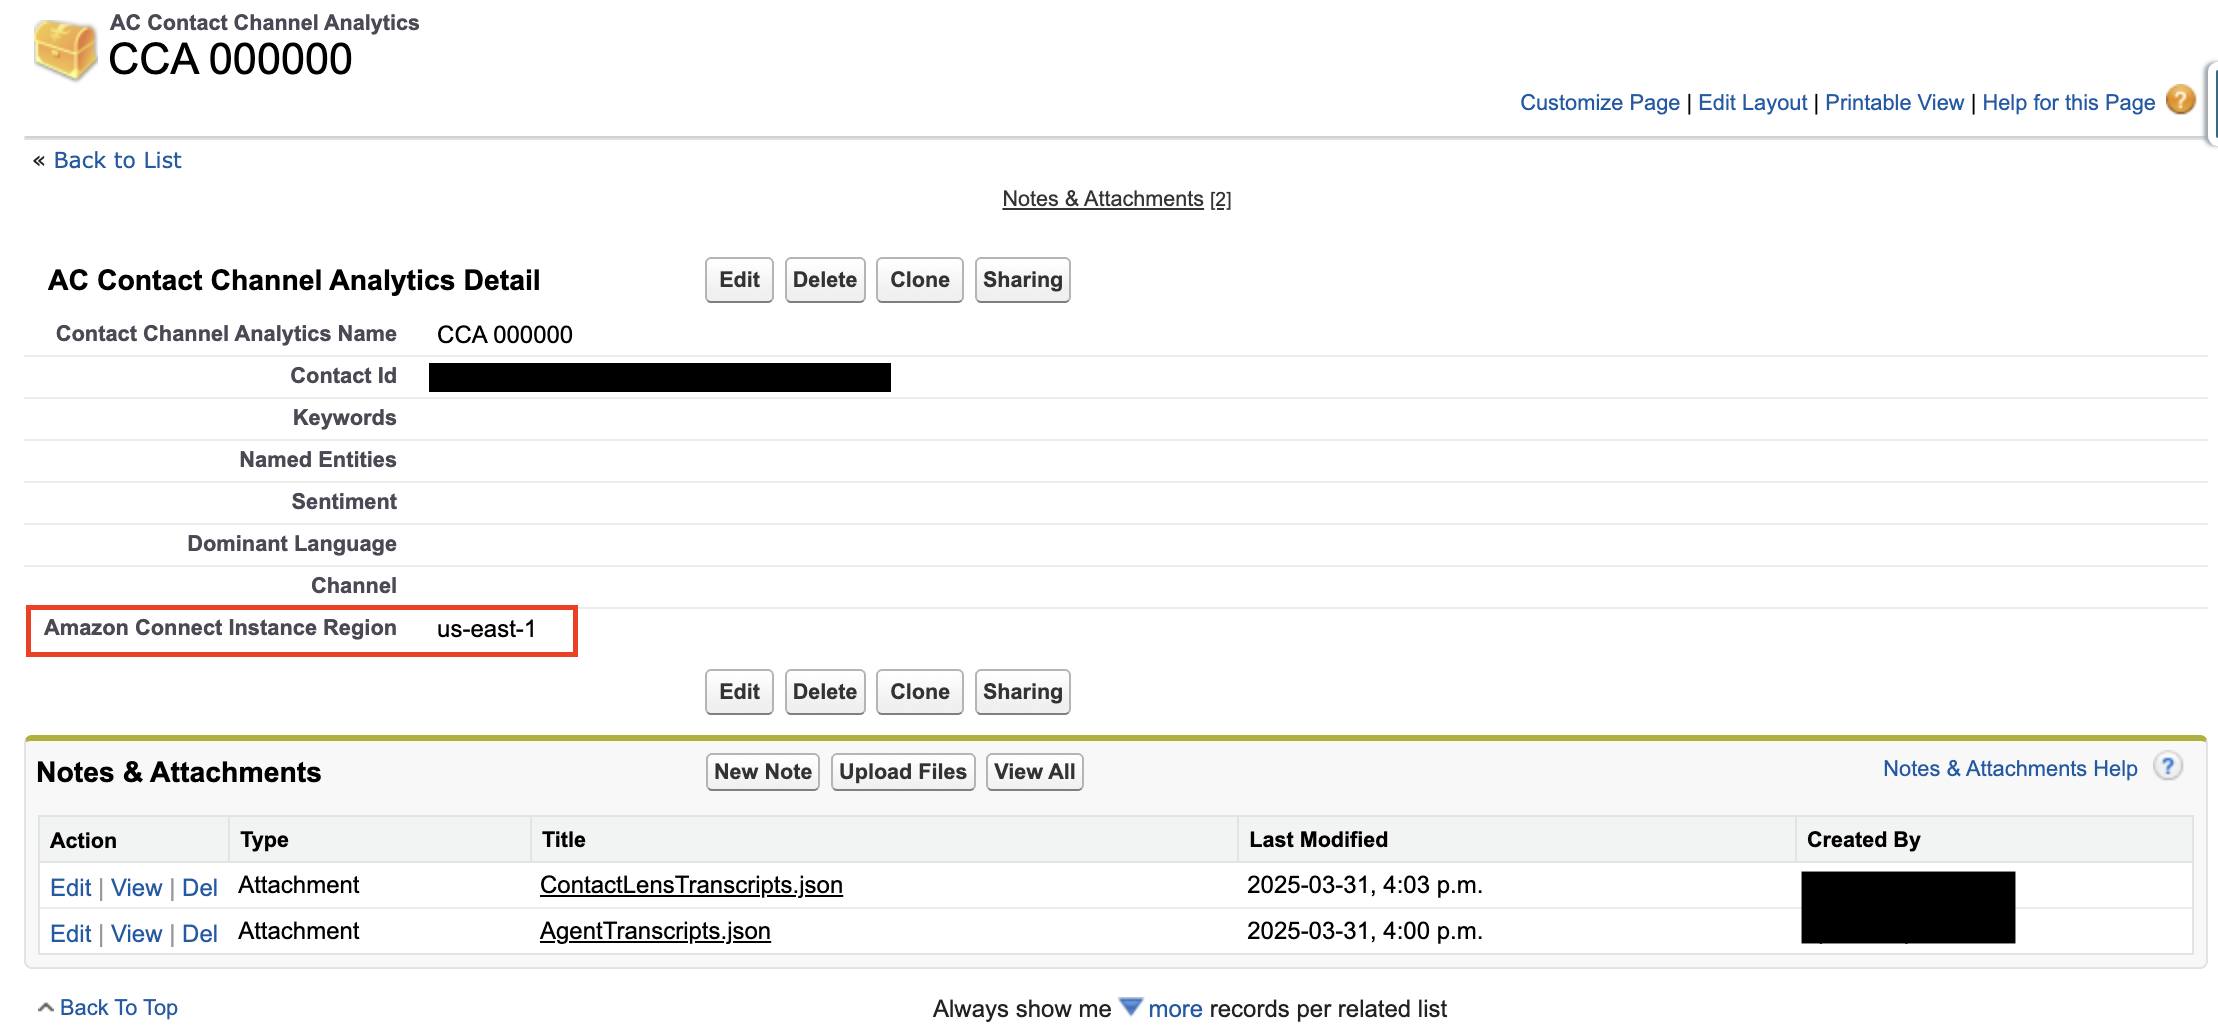 AC Contact Channel Analytics
CCA 000000
Customize Page | Edit Layout | Printable View | Help for this Page ?
« Back to List
Notes & Attachments [2]
AC Contact Channel Analytics Detail Edit Delete Clone Sharing
Contact Channel Analytics Name CCA 000000
Contact Id
Keywords
Named Entities
Sentiment
Dominant Language
Channel
Amazon Connect Instance Region us-east-1
Edit Delete Clone Sharing
Notes & Attachments New Note Upload Files View All Notes & Attachments Help ?
Action Type Title Last Modified Created By
Edit | View | Del Attachment ContactLensTranscripts.json 2025-03-31, 4:03 p.m.
Edit | View | Del Attachment AgentTranscripts.json 2025-03-31, 4:00 p.m.
Back To Top Always show me more records per related list